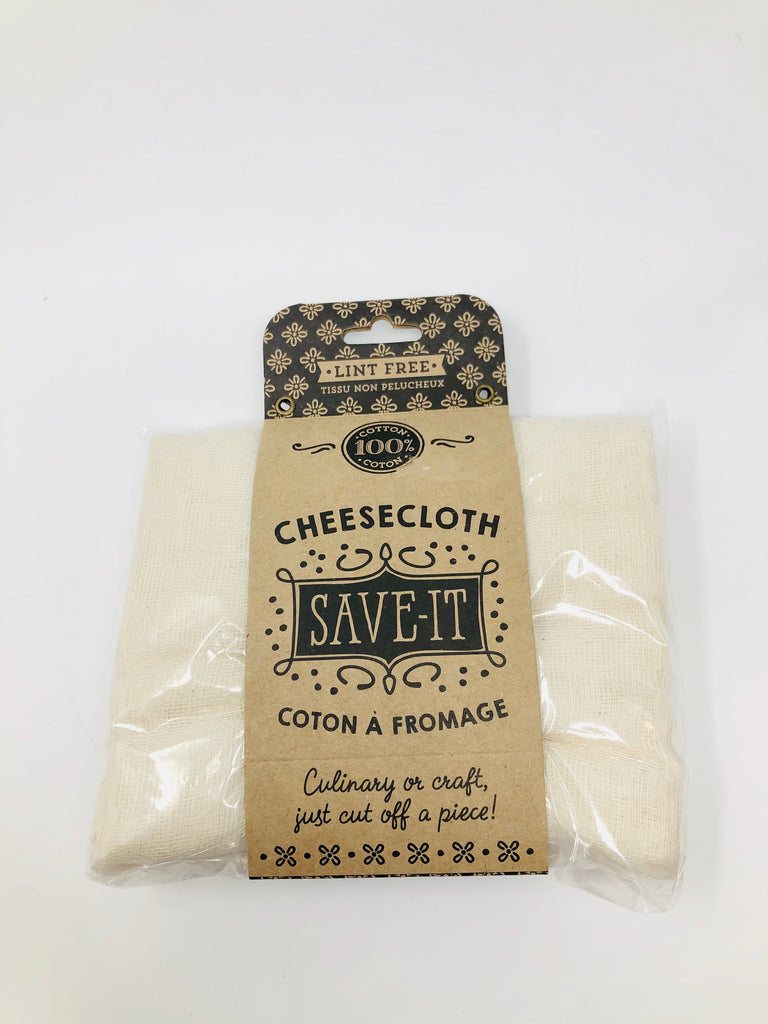 LINT FREE
TISSU NON PELUCHEUX
COTTON
100%
COTON
CHEESECLOTH
SAVE-IT
COTON À FROMAGE
Culinary or craft,
just cut off a piece!